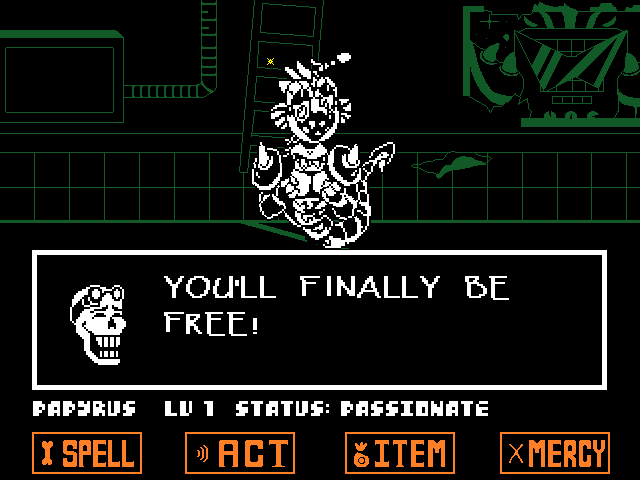 YOU'LL FINALLY BE
FREE!
PAPYRUS LV 1 STATUS: PASSIONATE
SPELL ACT ITEM MERCY